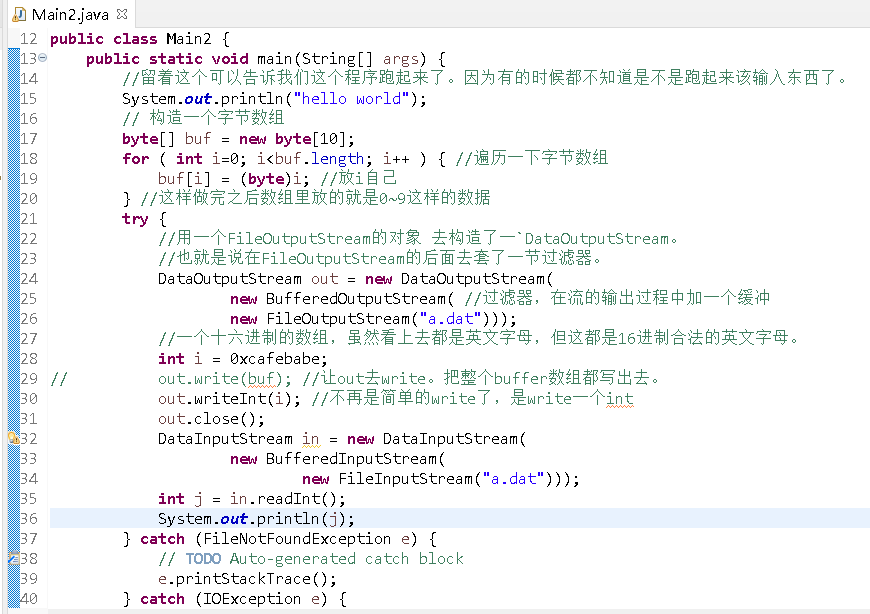 Main2.java
12 public class Main2 {
13 public static void main(String[] args) {
14 //留着这个可以告诉我们这个程序跑起来了。因为有的时候都不知道是不是跑起来该输入东西了。
15 System.out.println("hello world");
16 // 构造一个字节数组
17 byte[] buf = new byte[10];
18 for ( int i=0; i<buf.length; i++ ) { //遍历一下字节数组
19 buf[i] = (byte)i; //放i自己
20 } //这样做完之后数组里放的就是0~9这样的数据
21 try {
22 //用一个FileOutputStream的对象 去构造了一`DataOutputStream。
23 //也就是说在FileOutputStream的后面去套了一节过滤器。
24 DataOutputStream out = new DataOutputStream(
25 new BufferedOutputStream( //过滤器，在流的输出过程中加一个缓冲
26 new FileOutputStream("a.dat")));
27 //一个十六进制的数组，虽然看上去都是英文字母，但这都是16进制合法的英文字母。
28 int i = 0xcafebabe;
29 // out.write(buf); //让out去write。把整个buffer数组都写出去。
30 out.writeInt(i); //不再是简单的write了，是write一个int
31 out.close();
32 DataInputStream in = new DataInputStream(
33 new BufferedInputStream(
34 new FileInputStream("a.dat")));
35 int j = in.readInt();
36 System.out.println(j);
37 } catch (FileNotFoundException e) {
38 // TODO Auto-generated catch block
39 e.printStackTrace();
40 } catch (IOException e) {